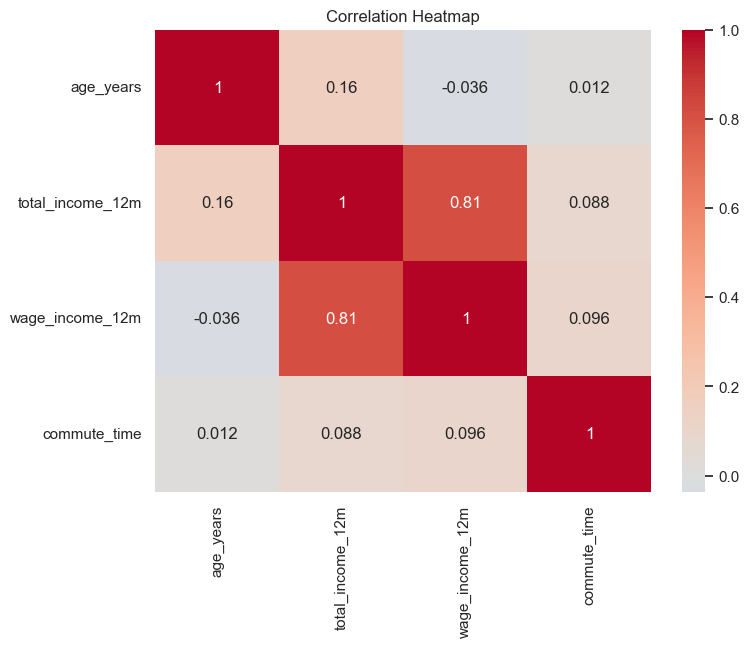 Correlation Heatmap
age_years 1 0.16 -0.036 0.012
total_income_12m 0.16 1 0.81 0.088
wage_income_12m -0.036 0.81 1 0.096
commute_time 0.012 0.088 0.096 1
age_years
total_income_12m
wage_income_12m
commute_time
1.0
0.8
0.6
0.4
0.2
0.0